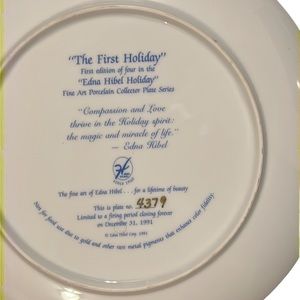 "The First Holiday"
First edition of four in the
"Edna Hibel Holiday"
Fine Art Porcelain Collector Plate Series
"Compassion and Love
thrive in the Holiday spirit:
the magic and miracle of life."
— Edna Hibel
The fine art of Edna Hibel . . . for a lifetime of beauty
This is plate no. 4379
Limited to a firing period closing forever
on December 31, 1991
© Edna Hibel Corp. 1991
Not for food use due to gold and other raw metal pigments that enhance color fidelity.